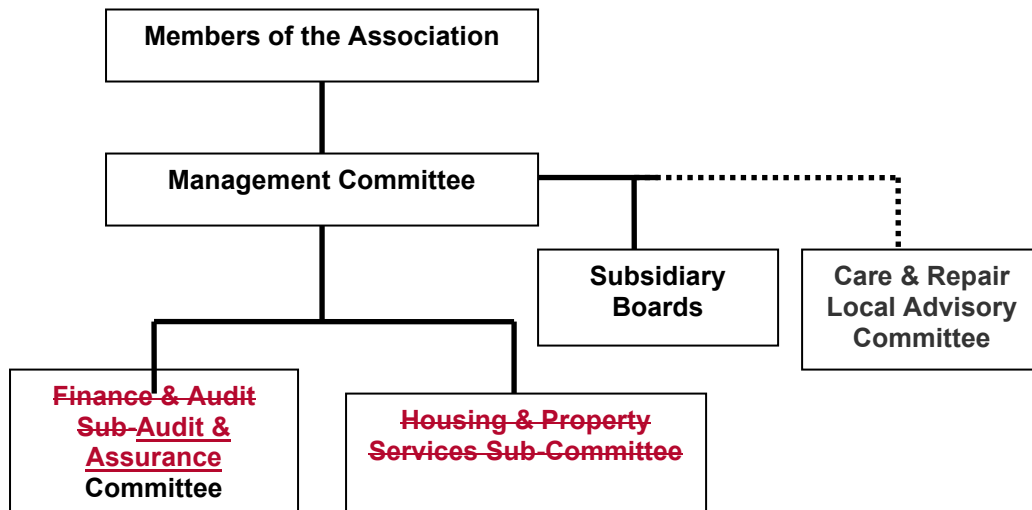 Members of the Association
Management Committee
Subsidiary
Boards
Care & Repair
Local Advisory
Committee
Finance & Audit
Sub-Audit &
Assurance
Committee
Housing & Property
Services Sub-Committee